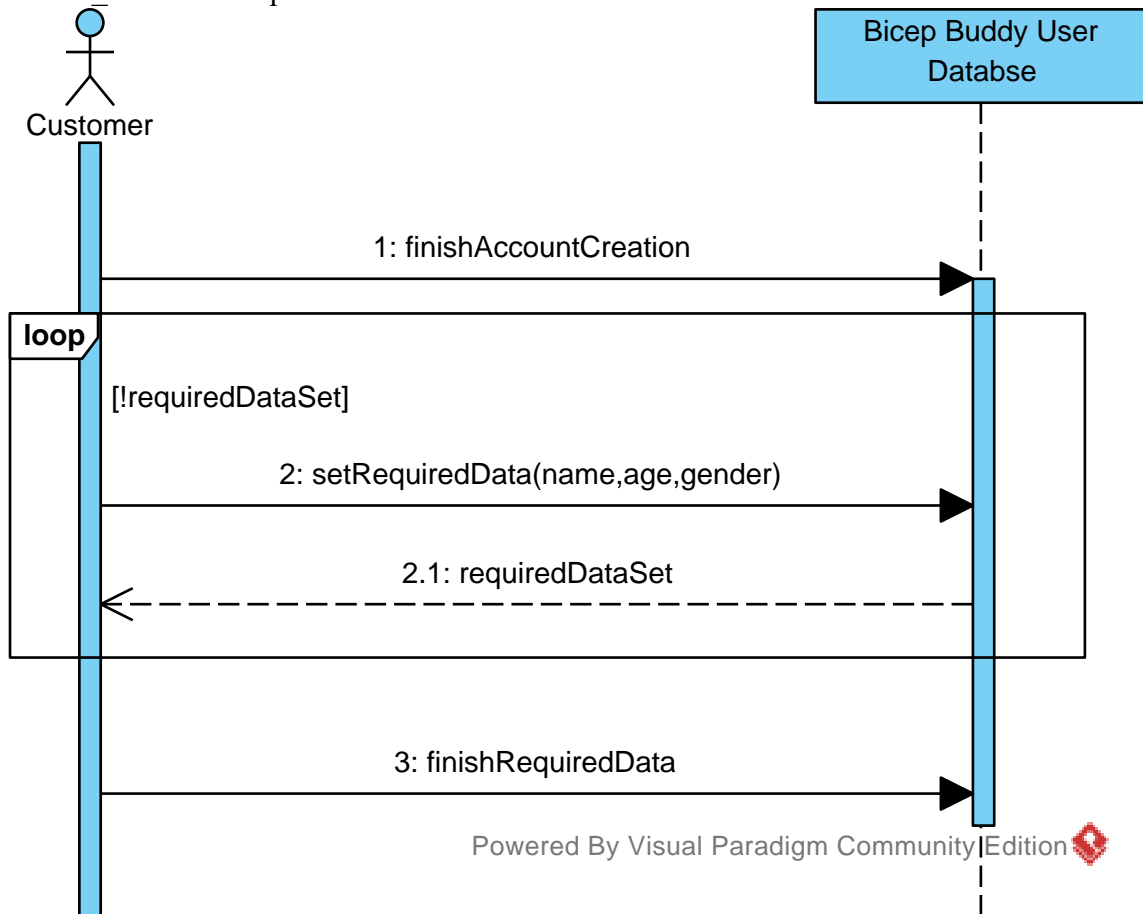 Customer
Bicep Buddy User
Databse
1: finishAccountCreation
loop
[!requiredDataSet]
2: setRequiredData(name,age,gender)
2.1: requiredDataSet
3: finishRequiredData
Powered By Visual Paradigm Community Edition